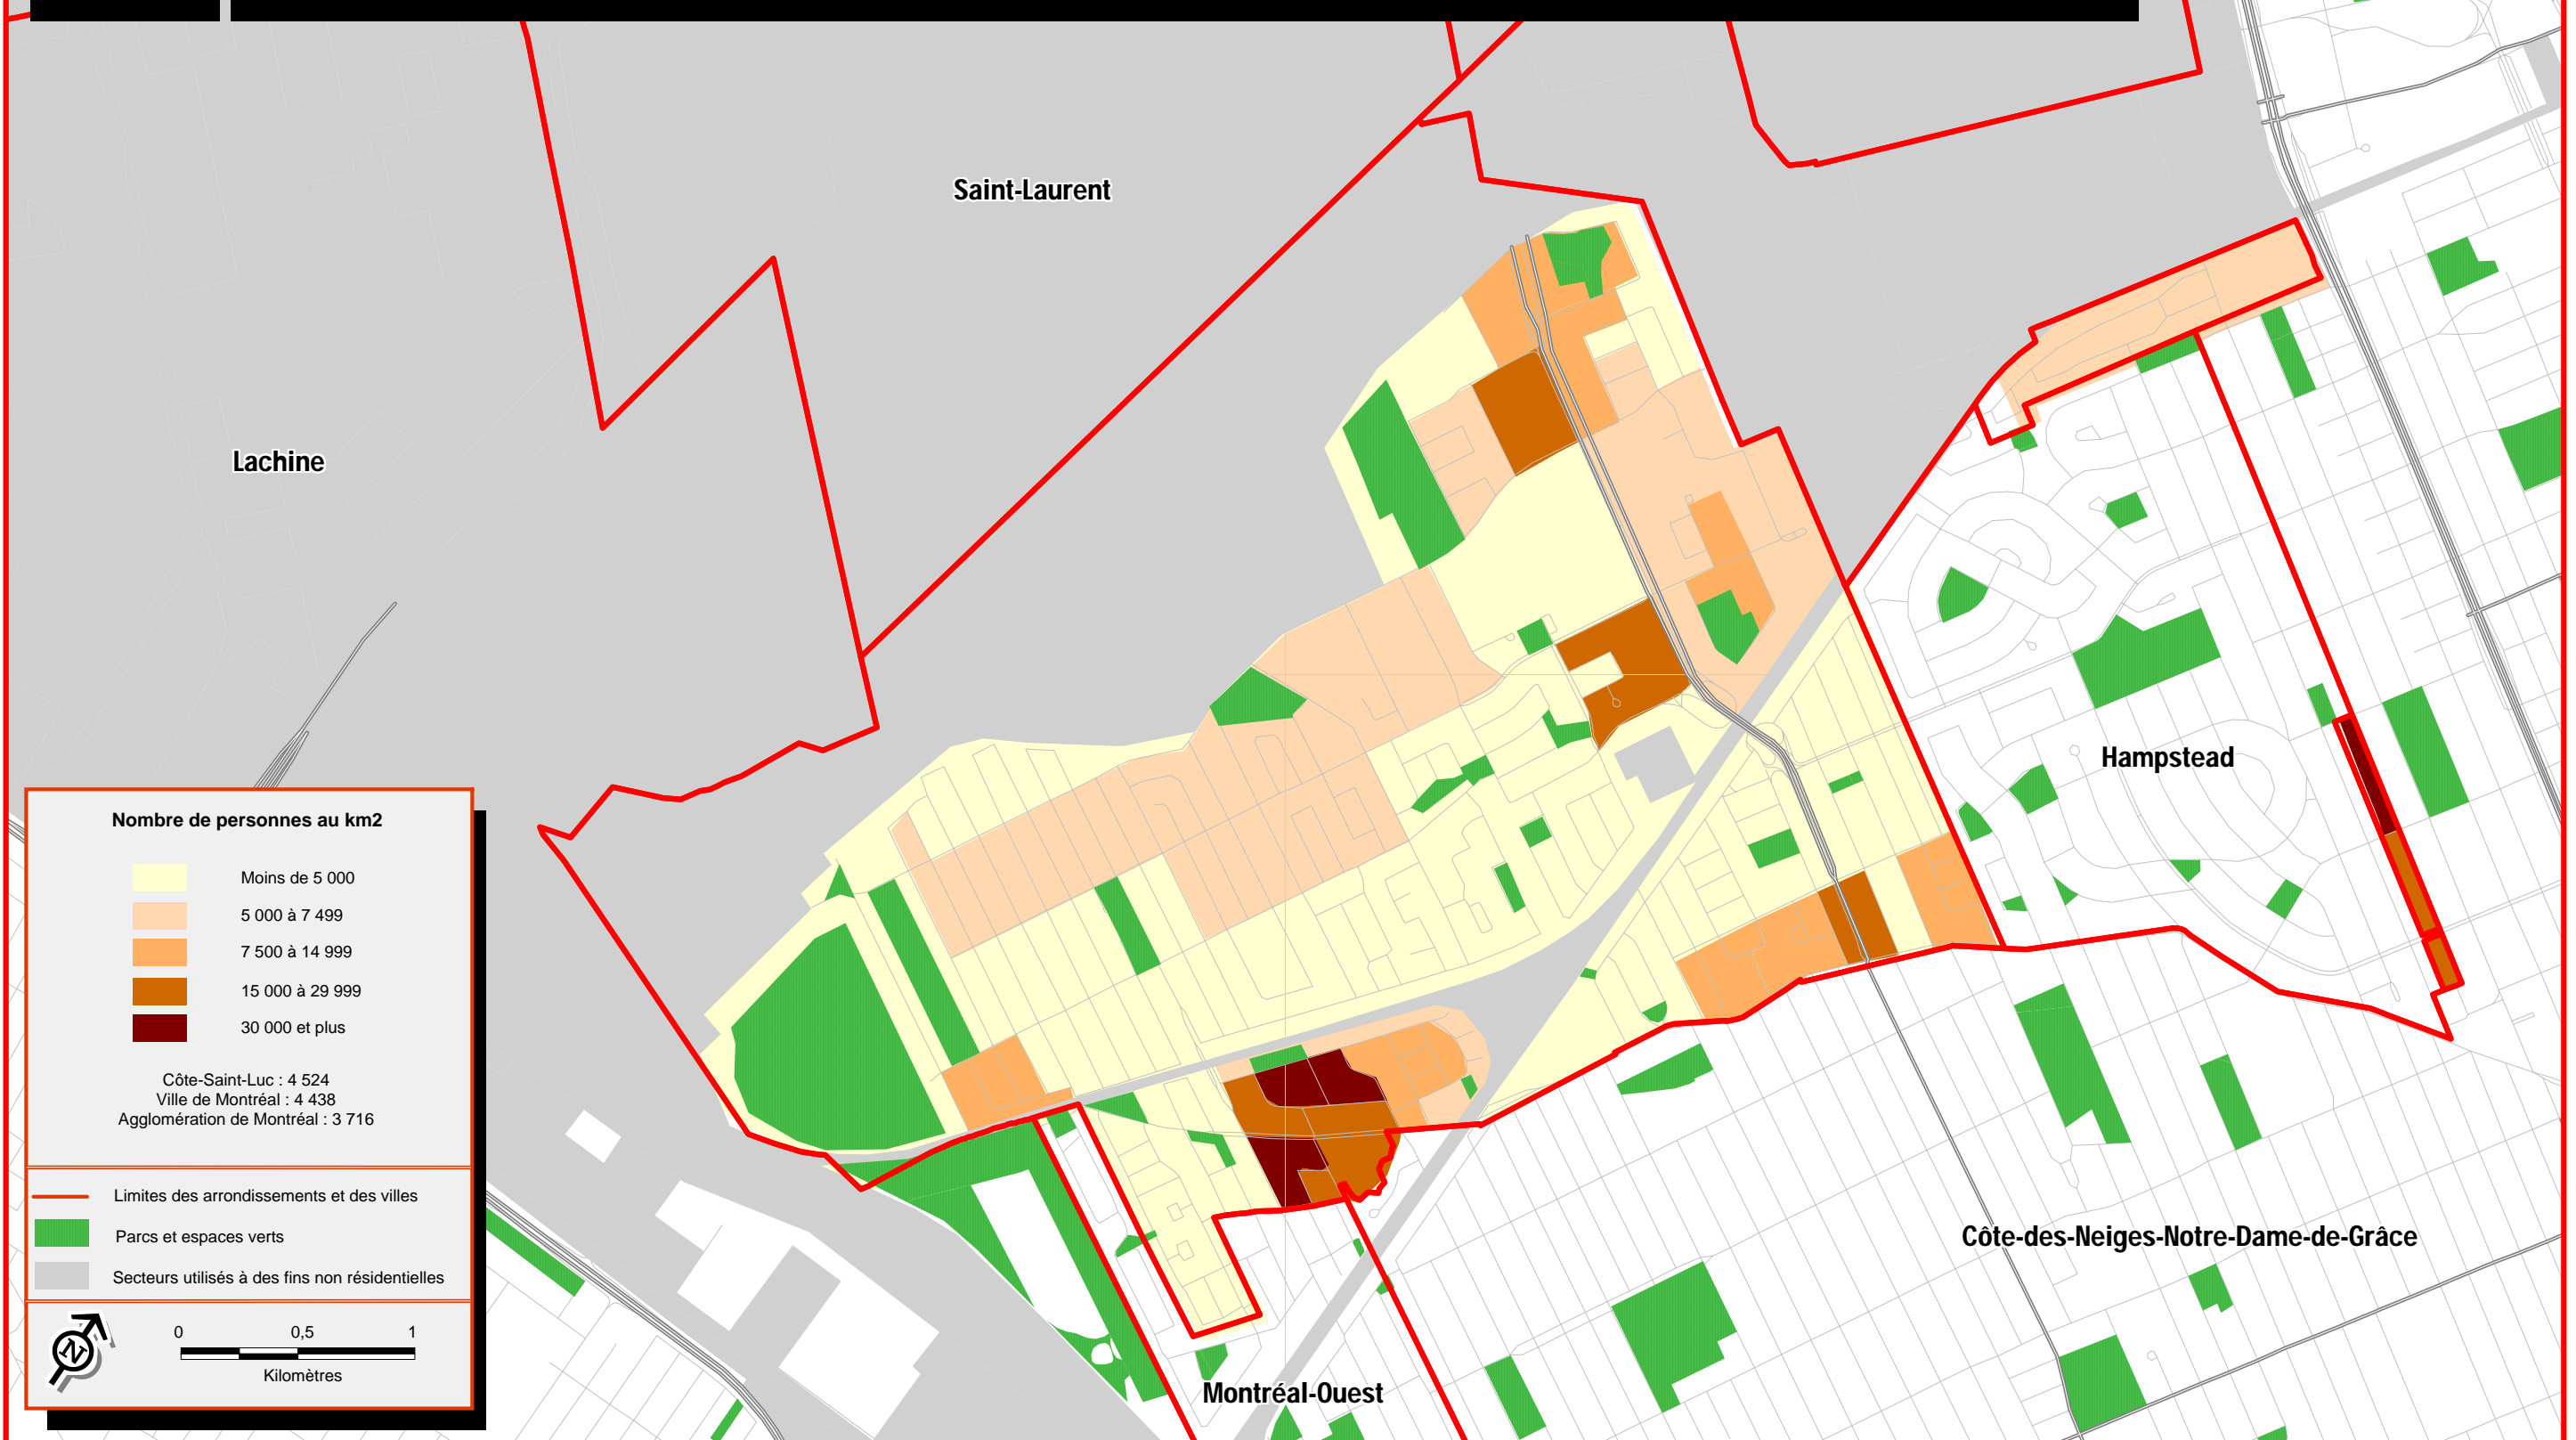 Saint-Laurent
Lachine
Hampstead
Côte-des-Neiges-Notre-Dame-de-Grâce
Montréal-Ouest
Nombre de personnes au km2
Moins de 5 000
5 000 à 7 499
7 500 à 14 999
15 000 à 29 999
30 000 et plus
Côte-Saint-Luc : 4 524
Ville de Montréal : 4 438
Agglomération de Montréal : 3 716
Limites des arrondissements et des villes
Parcs et espaces verts
Secteurs utilisés à des fins non résidentielles
N
0 0,5 1
Kilomètres